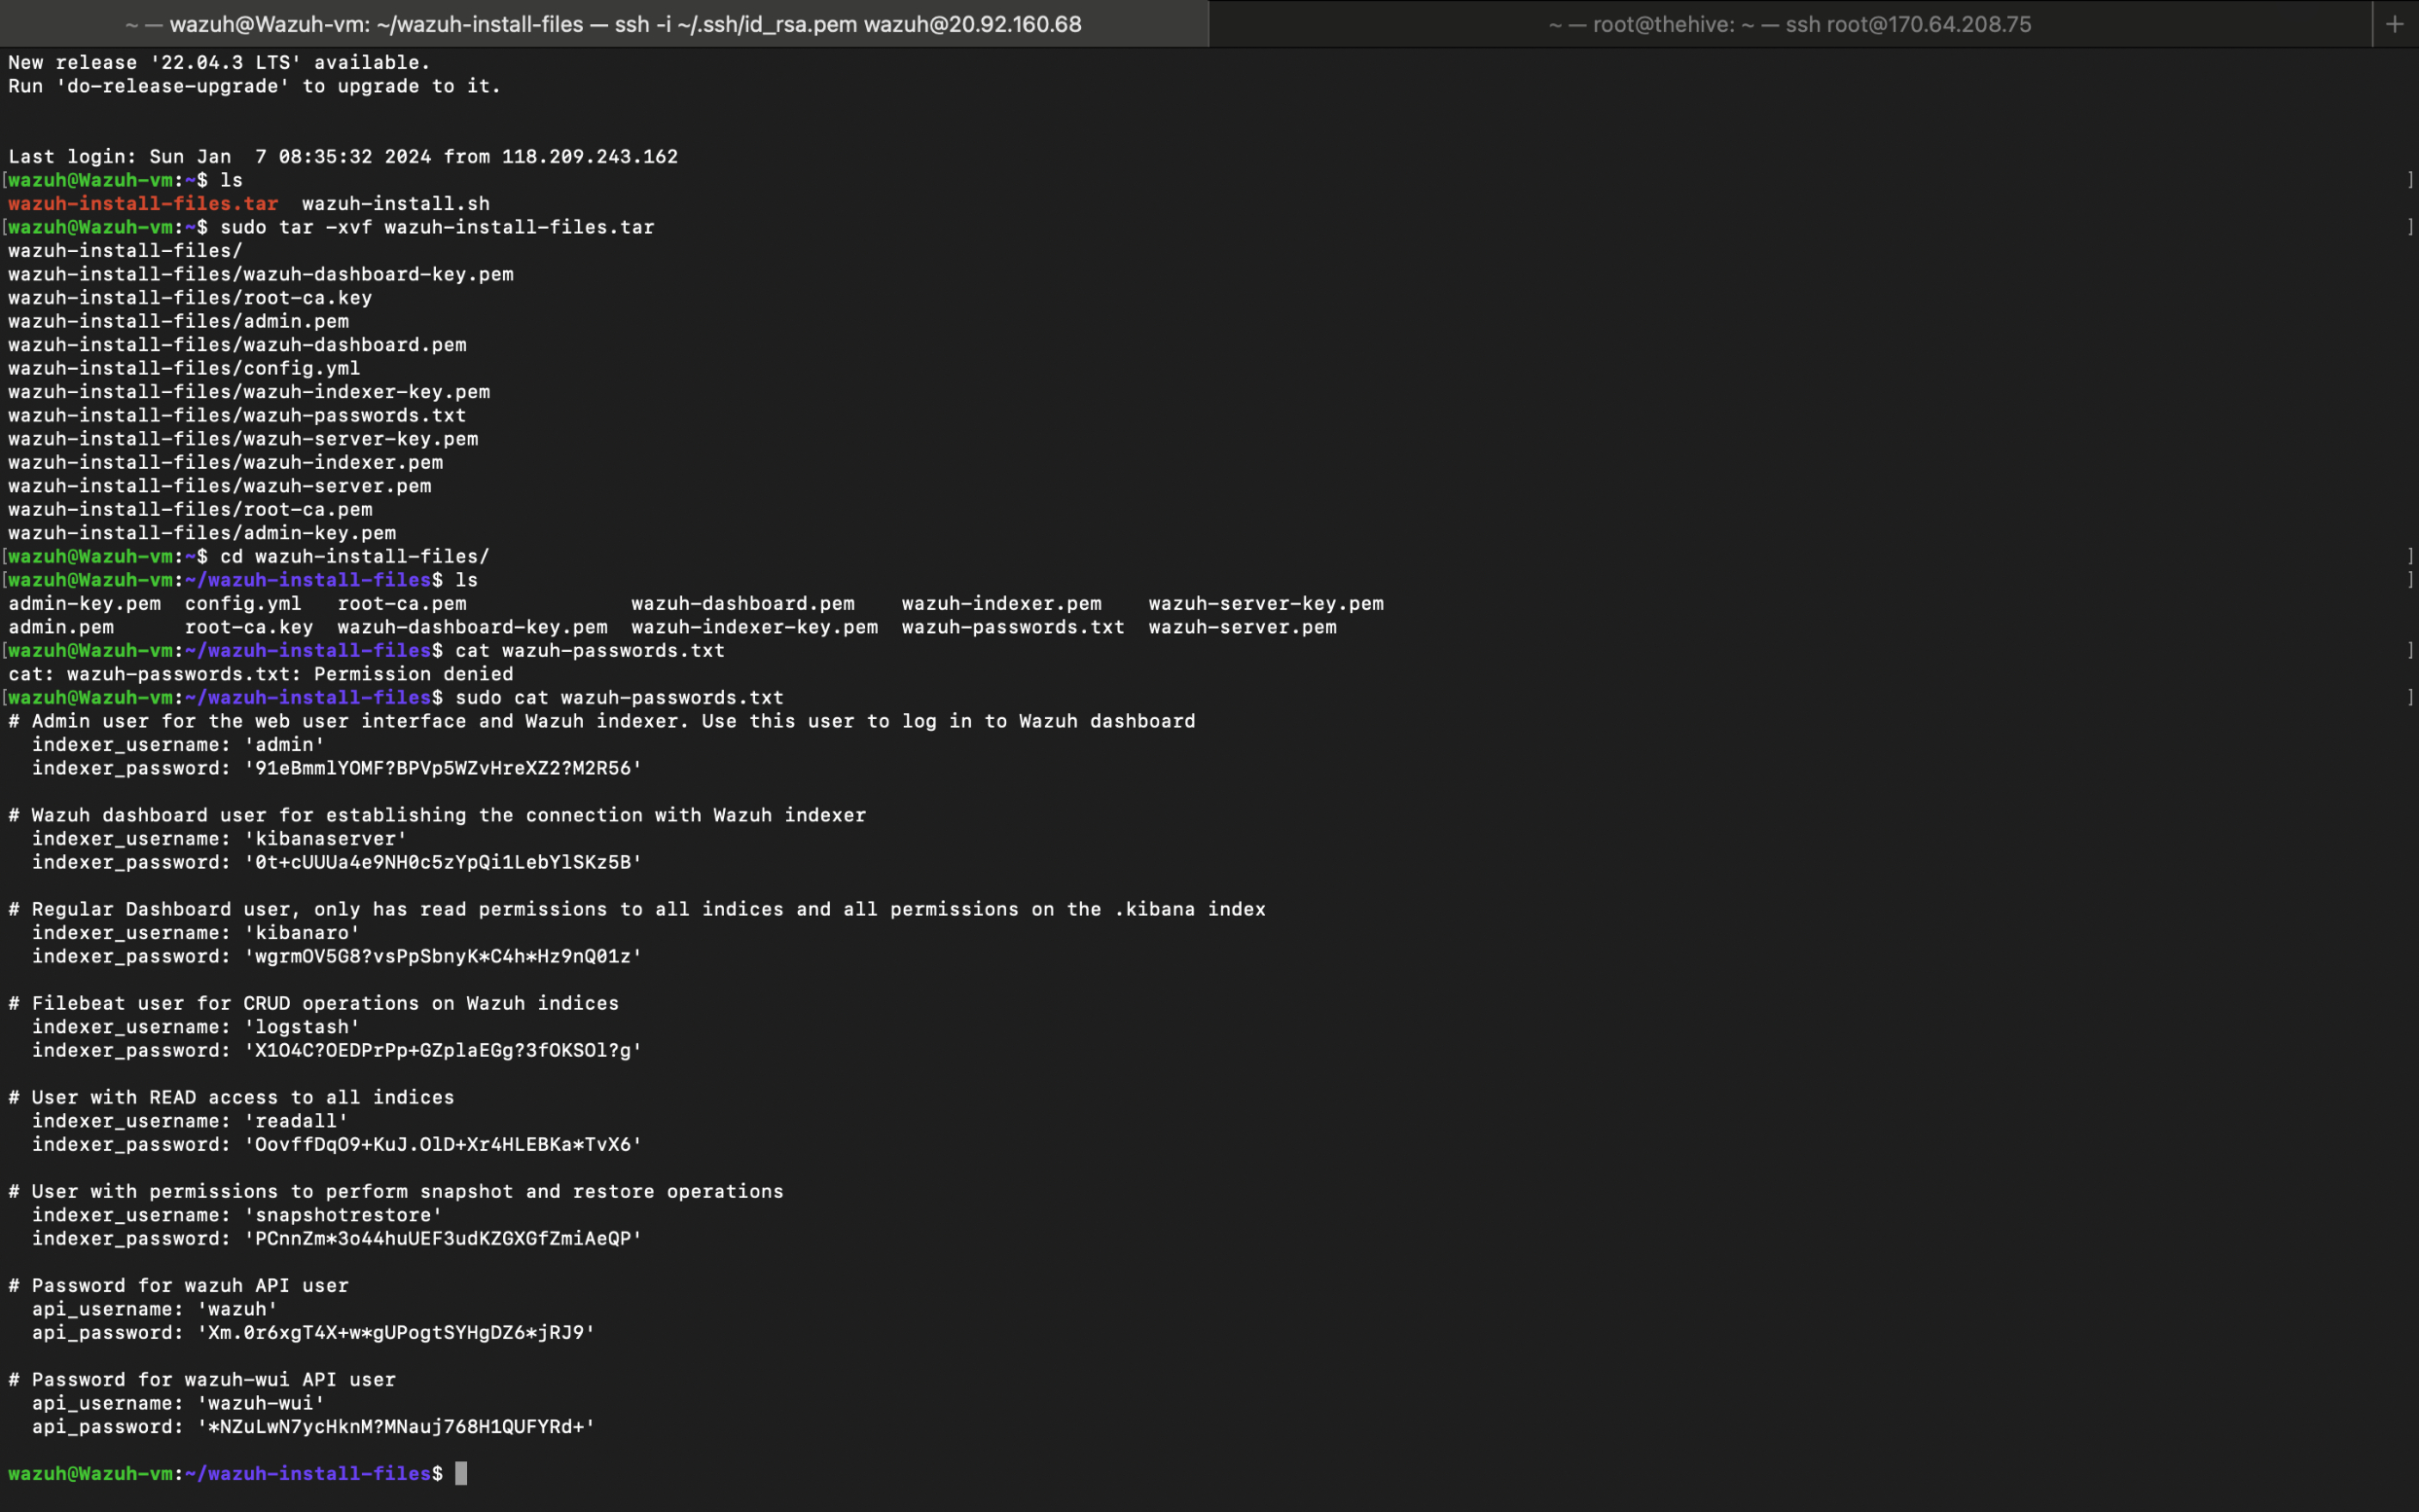 ~ — wazuh@Wazuh-vm: ~/wazuh-install-files — ssh -i ~/.ssh/id_rsa.pem wazuh@20.92.160.68
~ — root@thehive: ~ — ssh root@170.64.208.75
+
New release '22.04.3 LTS' available.
Run 'do-release-upgrade' to upgrade to it.
Last login: Sun Jan  7 08:35:32 2024 from 118.209.243.162
[wazuh@Wazuh-vm:~$ ls ]
wazuh-install-files.tar  wazuh-install.sh
[wazuh@Wazuh-vm:~$ sudo tar -xvf wazuh-install-files.tar ]
wazuh-install-files/
wazuh-install-files/wazuh-dashboard-key.pem
wazuh-install-files/root-ca.key
wazuh-install-files/admin.pem
wazuh-install-files/wazuh-dashboard.pem
wazuh-install-files/config.yml
wazuh-install-files/wazuh-indexer-key.pem
wazuh-install-files/wazuh-passwords.txt
wazuh-install-files/wazuh-server-key.pem
wazuh-install-files/wazuh-indexer.pem
wazuh-install-files/wazuh-server.pem
wazuh-install-files/root-ca.pem
wazuh-install-files/admin-key.pem
[wazuh@Wazuh-vm:~$ cd wazuh-install-files/ ]
[wazuh@Wazuh-vm:~/wazuh-install-files$ ls ]
admin-key.pem  config.yml   root-ca.pem              wazuh-dashboard.pem    wazuh-indexer.pem    wazuh-server-key.pem
admin.pem      root-ca.key  wazuh-dashboard-key.pem  wazuh-indexer-key.pem  wazuh-passwords.txt  wazuh-server.pem
[wazuh@Wazuh-vm:~/wazuh-install-files$ cat wazuh-passwords.txt ]
cat: wazuh-passwords.txt: Permission denied
[wazuh@Wazuh-vm:~/wazuh-install-files$ sudo cat wazuh-passwords.txt ]
# Admin user for the web user interface and Wazuh indexer. Use this user to log in to Wazuh dashboard
  indexer_username: 'admin'
  indexer_password: '91eBmmlYOMF?BPVp5WZvHreXZ2?M2R56'
# Wazuh dashboard user for establishing the connection with Wazuh indexer
  indexer_username: 'kibanaserver'
  indexer_password: '0t+cUUUa4e9NH0c5zYpQi1LebYlSKz5B'
# Regular Dashboard user, only has read permissions to all indices and all permissions on the .kibana index
  indexer_username: 'kibanaro'
  indexer_password: 'wgrmOV5G8?vsPpSbnyK*C4h*Hz9nQ01z'
# Filebeat user for CRUD operations on Wazuh indices
  indexer_username: 'logstash'
  indexer_password: 'X1O4C?OEDPrPp+GZplaEGg?3fOKSOl?g'
# User with READ access to all indices
  indexer_username: 'readall'
  indexer_password: 'OovffDqO9+KuJ.OlD+Xr4HLEBKa*TvX6'
# User with permissions to perform snapshot and restore operations
  indexer_username: 'snapshotrestore'
  indexer_password: 'PCnnZm*3o44huUEF3udKZGXGfZmiAeQP'
# Password for wazuh API user
  api_username: 'wazuh'
  api_password: 'Xm.0r6xgT4X+w*gUPogtSYHgDZ6*jRJ9'
# Password for wazuh-wui API user
  api_username: 'wazuh-wui'
  api_password: '*NZuLwN7ycHknM?MNauj768H1QUFYRd+'
wazuh@Wazuh-vm:~/wazuh-install-files$